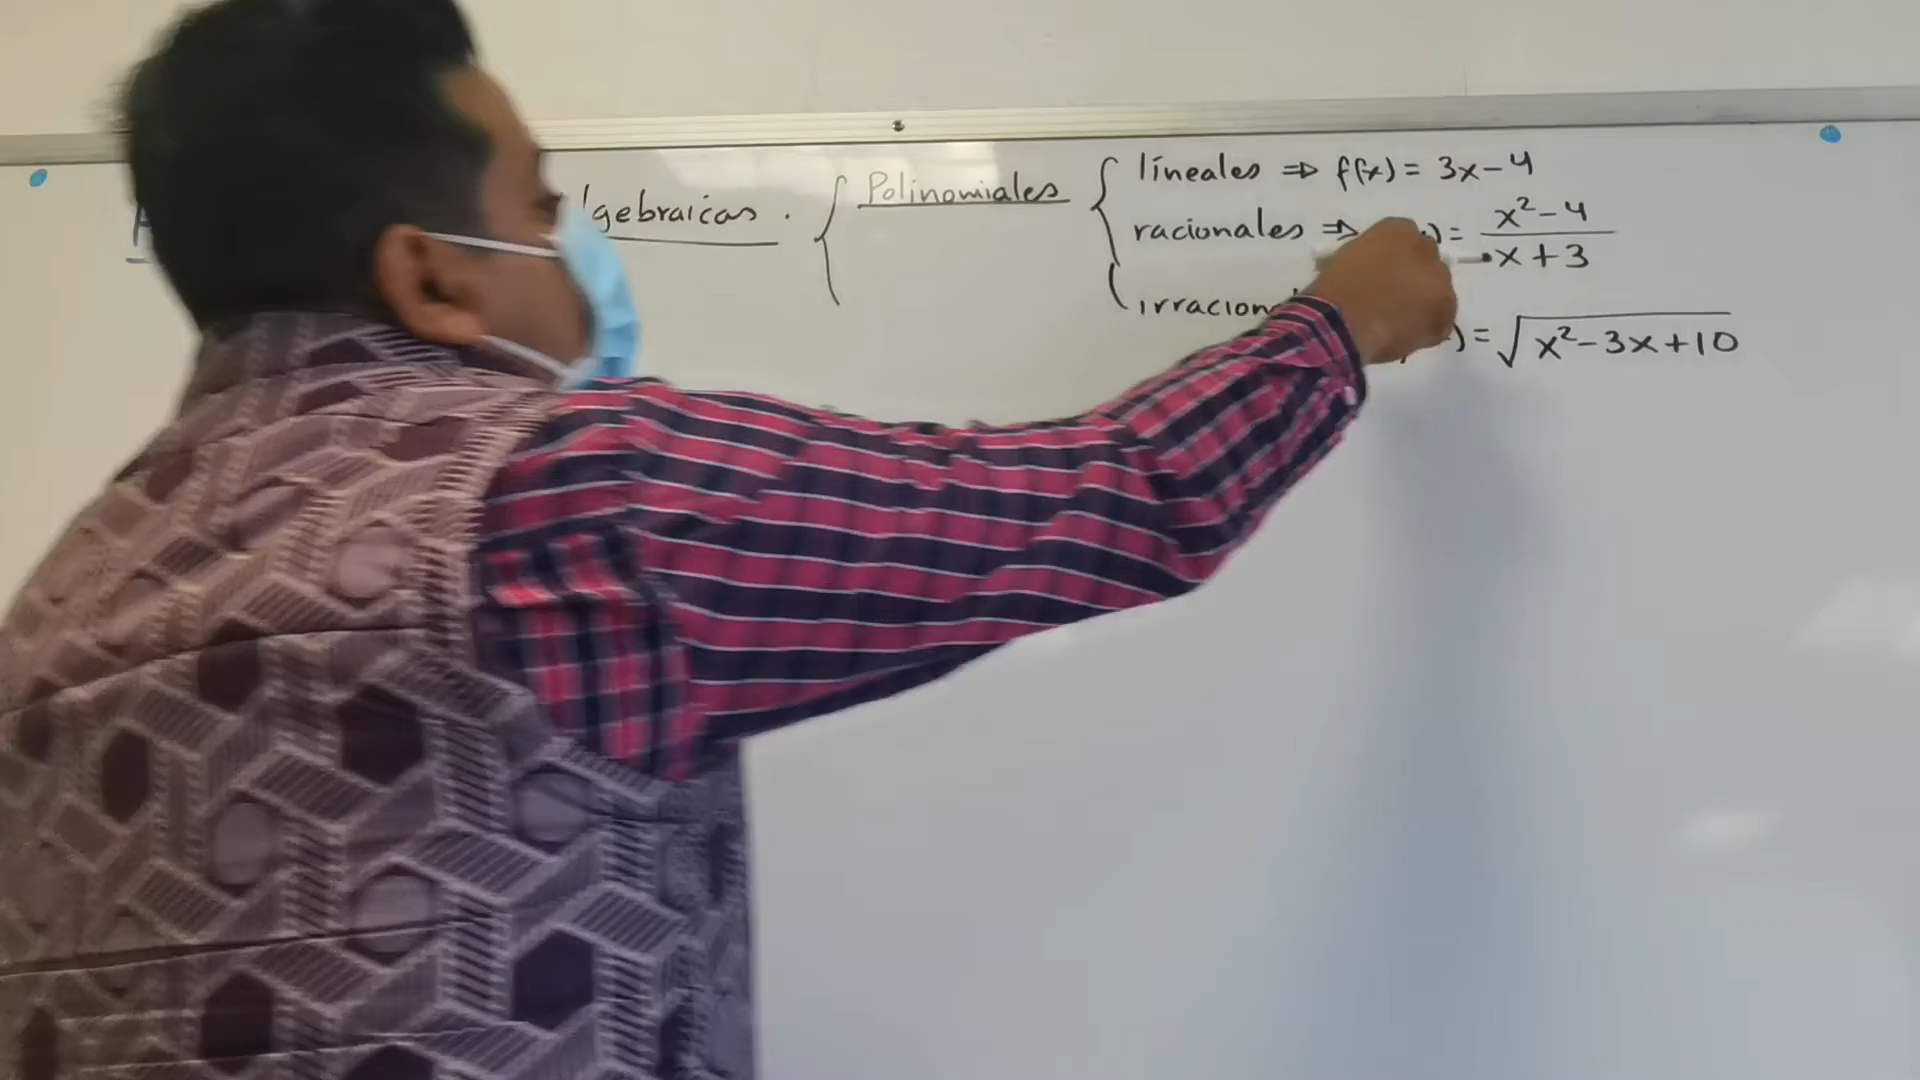 lgebraicas. { Polinomiales { líneales ⇒ f(x) = 3x-4
racionales ⇒ ) = x²-4 / x+3
irracion
) = √x²-3x+10